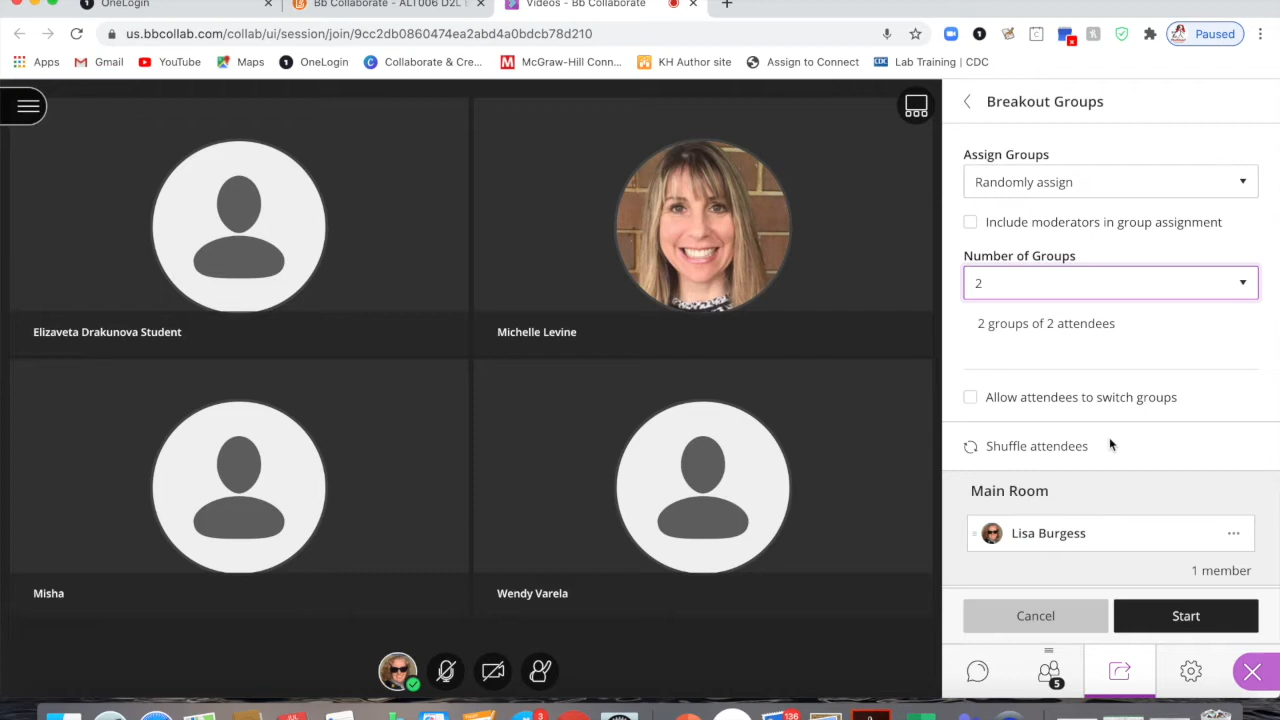 OneLogin
Bb Collaborate - ALT006 D2L
Videos - Bb Collaborate
us.bbcollab.com/collab/ui/session/join/9cc2db0860474ea2abd4a0bdcb78d210
Paused
Apps
Gmail
YouTube
Maps
OneLogin
Collaborate & Cre...
McGraw-Hill Conn...
KH Author site
Assign to Connect
CDC
Lab Training | CDC
Breakout Groups
Assign Groups
Randomly assign
Include moderators in group assignment
Number of Groups
2
2 groups of 2 attendees
Allow attendees to switch groups
Shuffle attendees
Main Room
Lisa Burgess
1 member
Cancel
Start
Elizaveta Drakunova Student
Michelle Levine
Misha
Wendy Varela
5
3
136